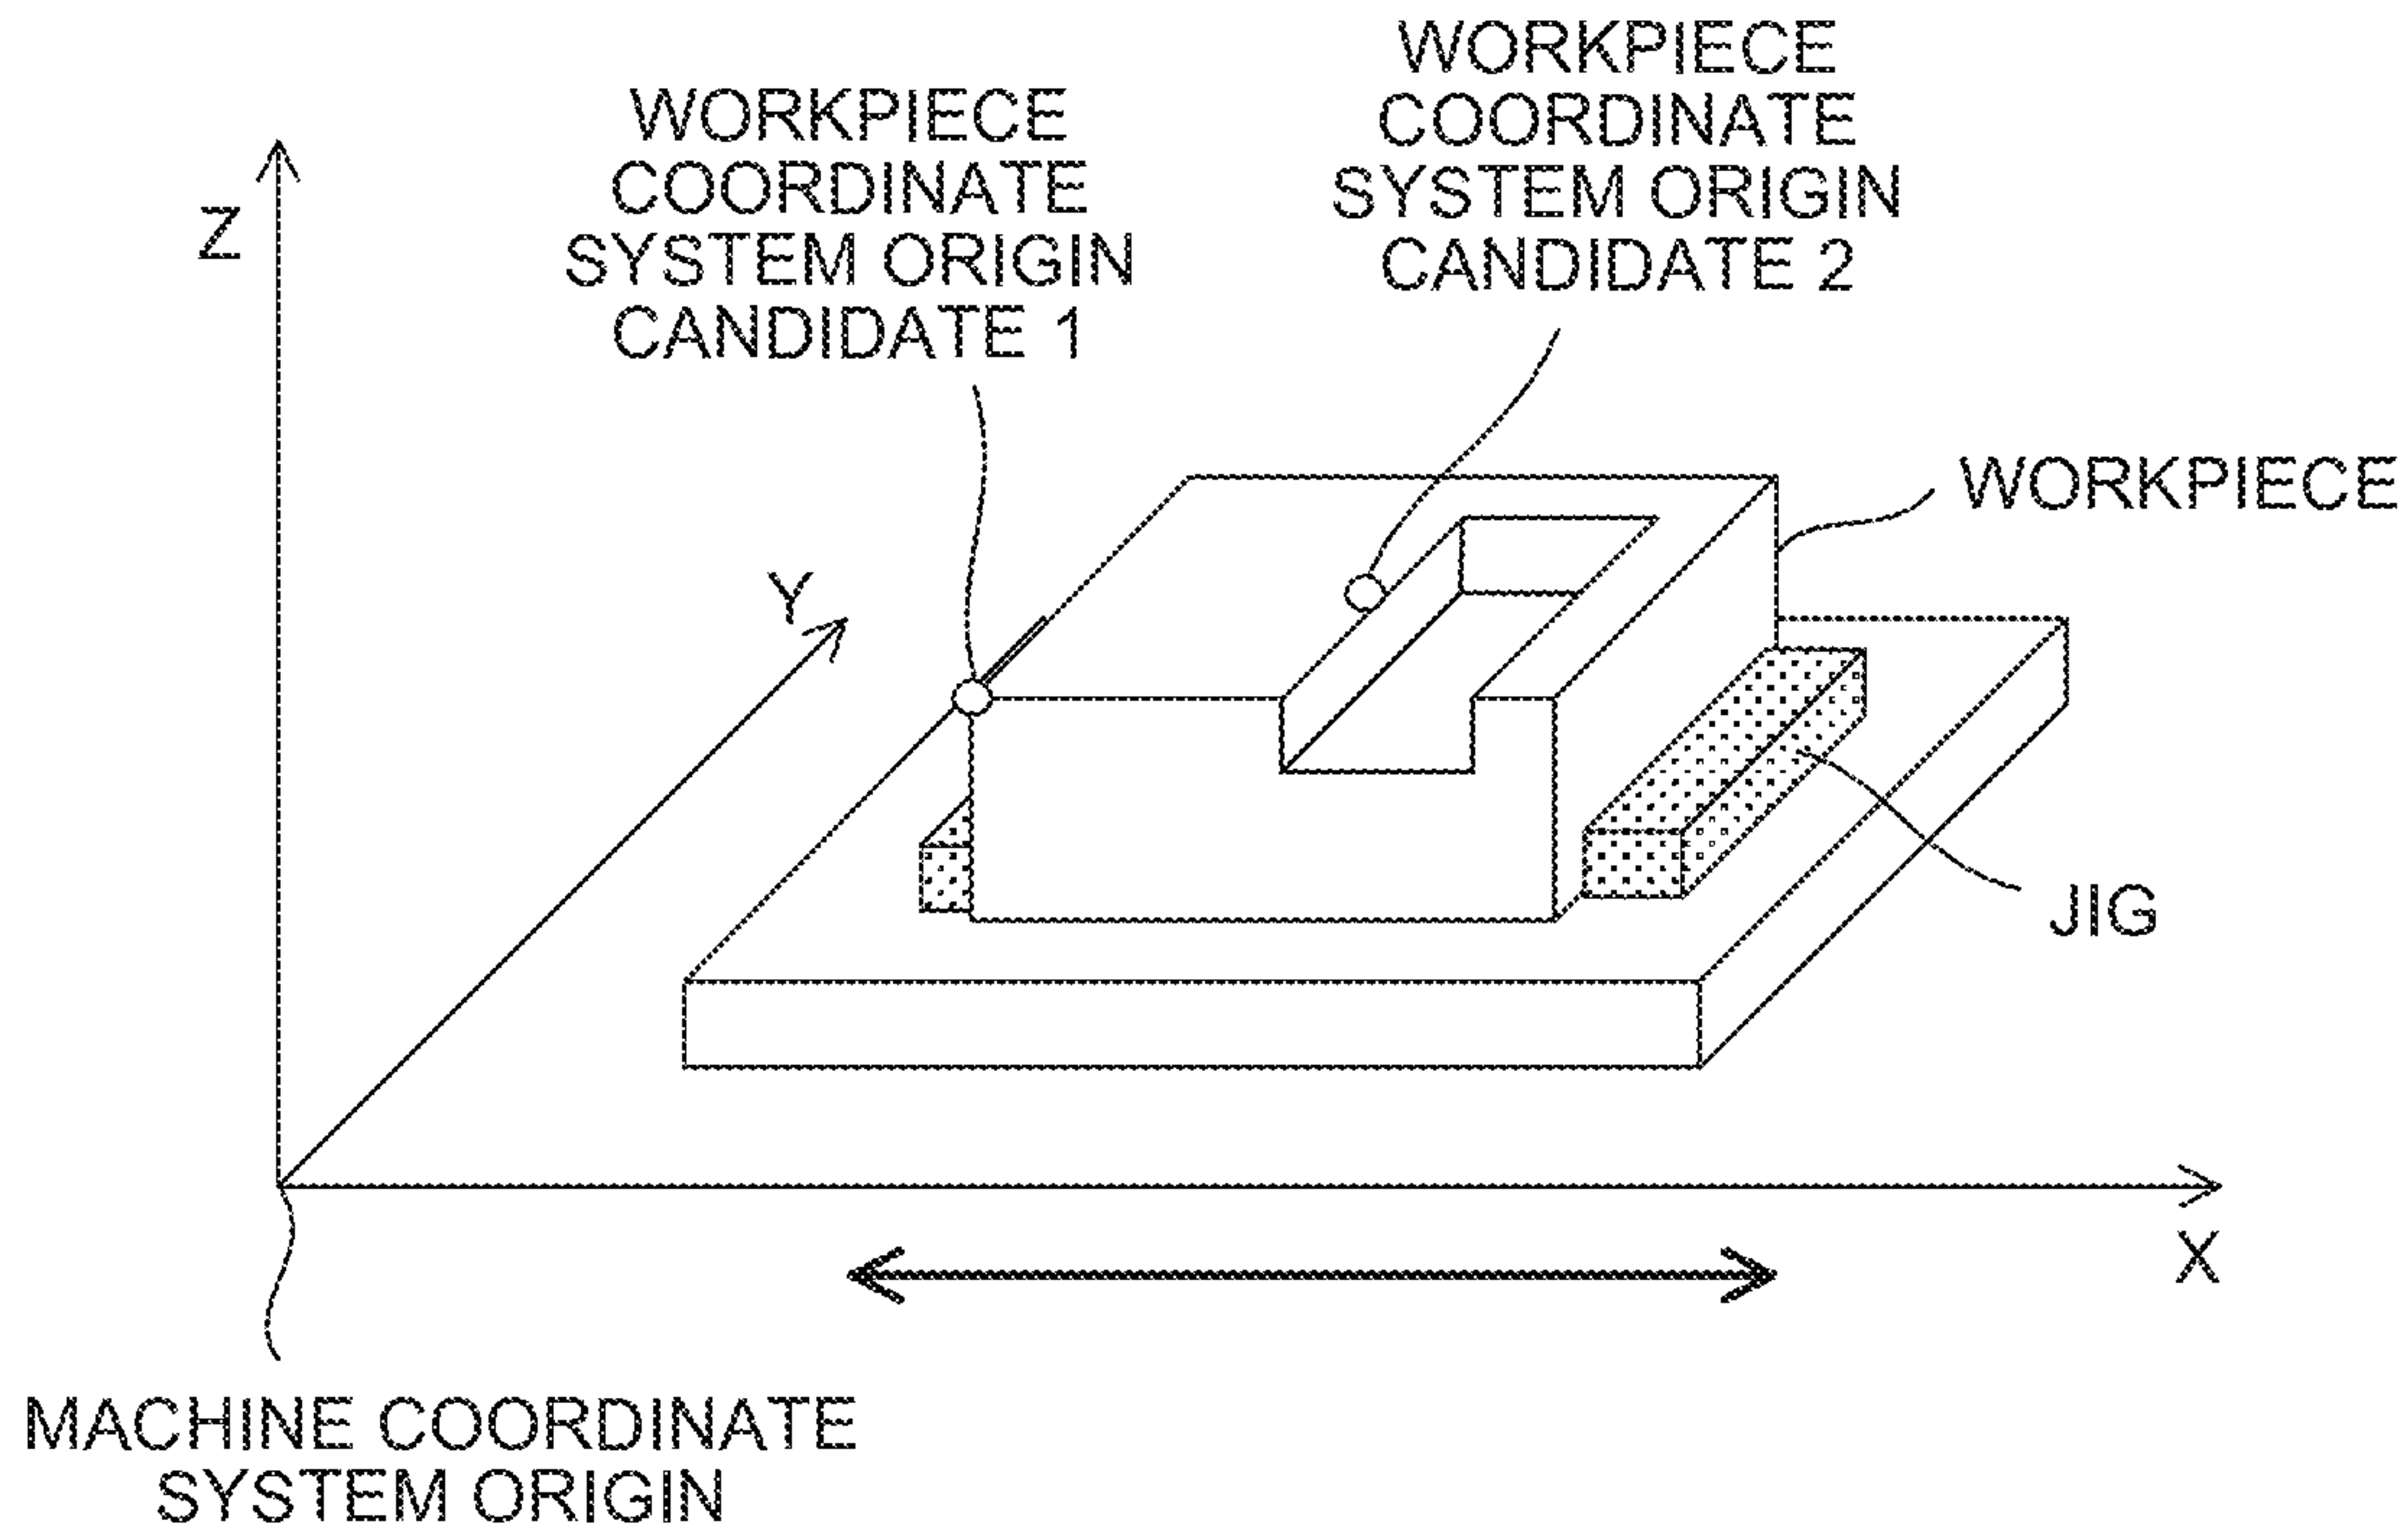 WORKPIECE
COORDINATE
SYSTEM ORIGIN
CANDIDATE 1
WORKPIECE
COORDINATE
SYSTEM ORIGIN
CANDIDATE 2
Z
WORKPIECE
Y
JIG
X
MACHINE COORDINATE
SYSTEM ORIGIN